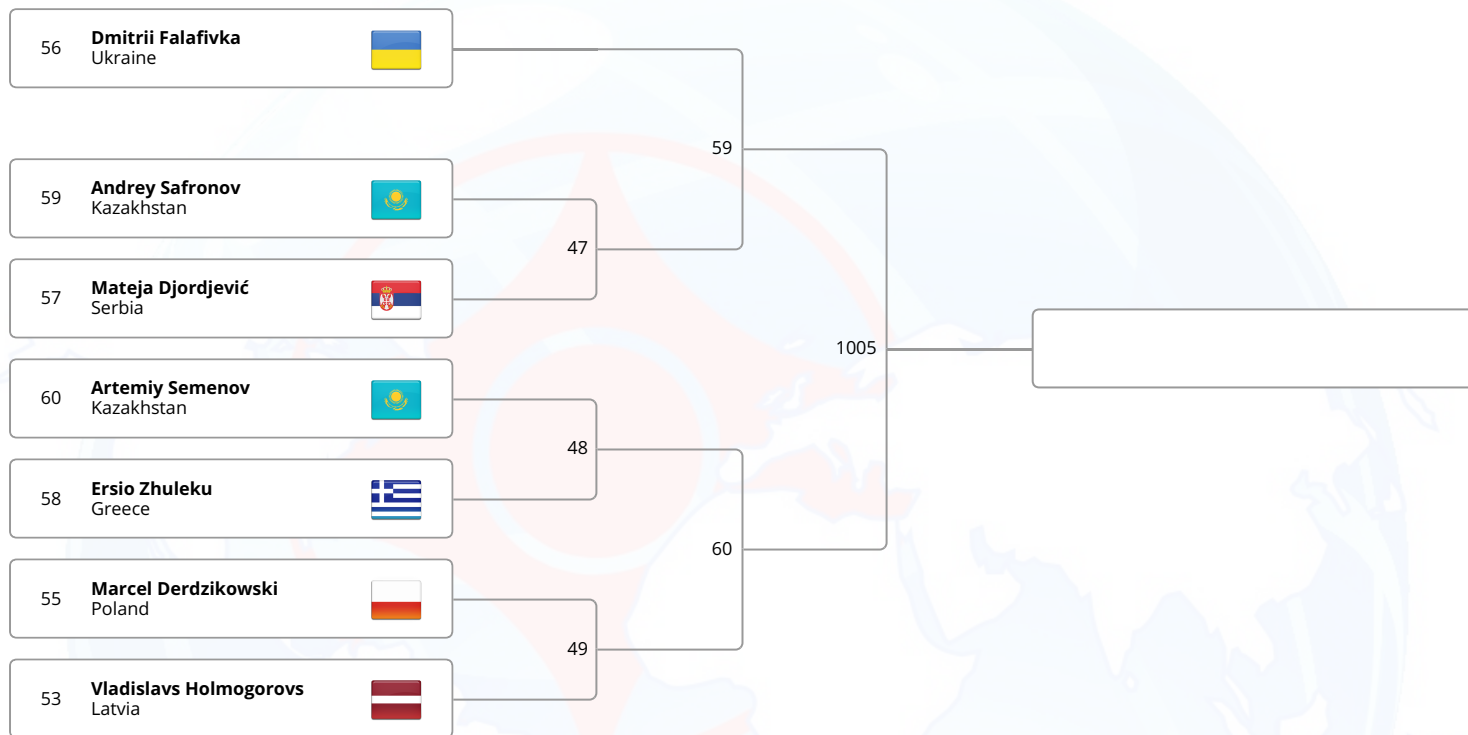 56
Dmitrii Falafivka
Ukraine
59
59
Andrey Safronov
Kazakhstan
47
57
Mateja Djordjević
Serbia
1005
60
Artemiy Semenov
Kazakhstan
48
58
Ersio Zhuleku
Greece
60
55
Marcel Derdzikowski
Poland
49
53
Vladislavs Holmogorovs
Latvia